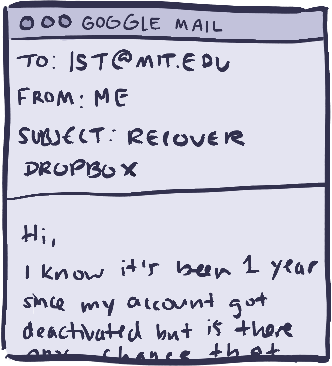 GOGGLE MAIL
TO: IST@MIT.EDU
FROM: ME
SUBJECT: RECOVER
DROPBOX
Hi,
I know it's been 1 year
since my account got
deactivated but is there
any chance that